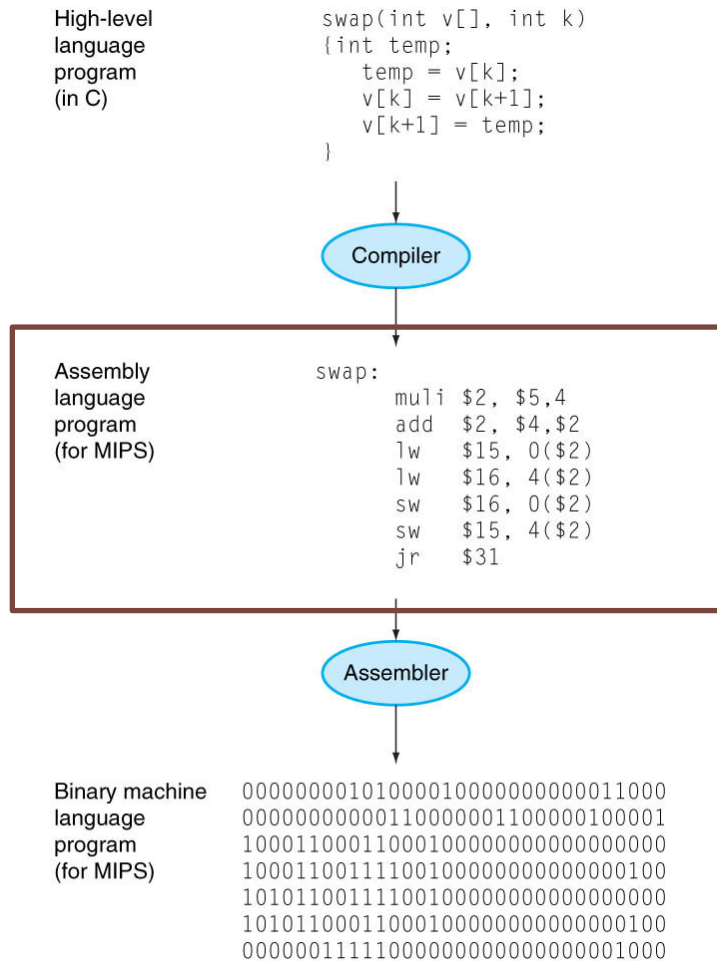 High-level
language
program
(in C)
swap(int v[], int k)
{int temp;
temp = v[k];
v[k] = v[k+1];
v[k+1] = temp;
}
Compiler
Assembly
language
program
(for MIPS)
swap:
muli $2, $5,4
add $2, $4,$2
lw $15, 0($2)
lw $16, 4($2)
sw $16, 0($2)
sw $15, 4($2)
jr $31
Assembler
Binary machine
language
program
(for MIPS)
00000000101000010000000000011000
00000000000110000001100000100001
10001100011000100000000000000000
10001100111100100000000000000100
10101100111100100000000000000000
10101100011000100000000000000100
00000011111000000000000000001000